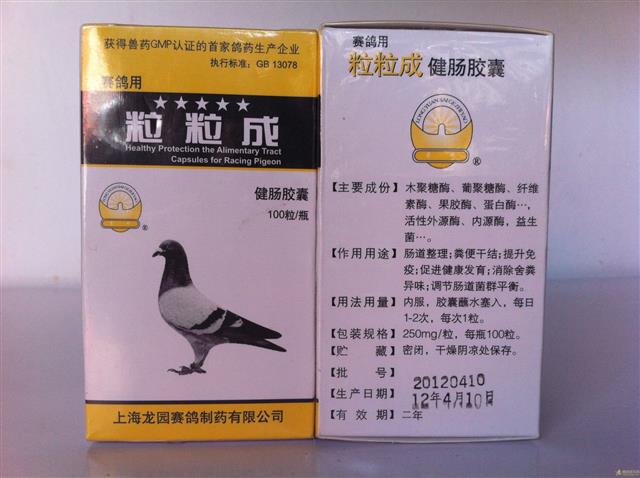 获得兽药GMP认证的首家鸽药生产企业
执行标准：GB 13078
赛鸽用
粒粒成
Healthy Protection the Alimentary Tract
Capsules for Racing Pigeon
健肠胶囊
100粒/瓶
®
上海龙园赛鸽制药有限公司
赛鸽用
粒粒成 健肠胶囊
®
【主要成份】木聚糖酶、葡聚糖酶、纤维
素酶、果胶酶、蛋白酶…，
活性外源酶、内源酶，益生
菌…。
【作用用途】肠道整理；粪便干结；提升免
疫；促进健康发育；消除舍粪
异味；调节肠道菌群平衡。
【用法用量】内服，胶囊蘸水塞入，每日
1-2次，每次1粒。
【包装规格】250mg/粒，每瓶100粒。
【贮 藏】密闭，干燥阴凉处保存。
【批 号】20120410
【生产日期】12年4月10日
【有 效 期】二年